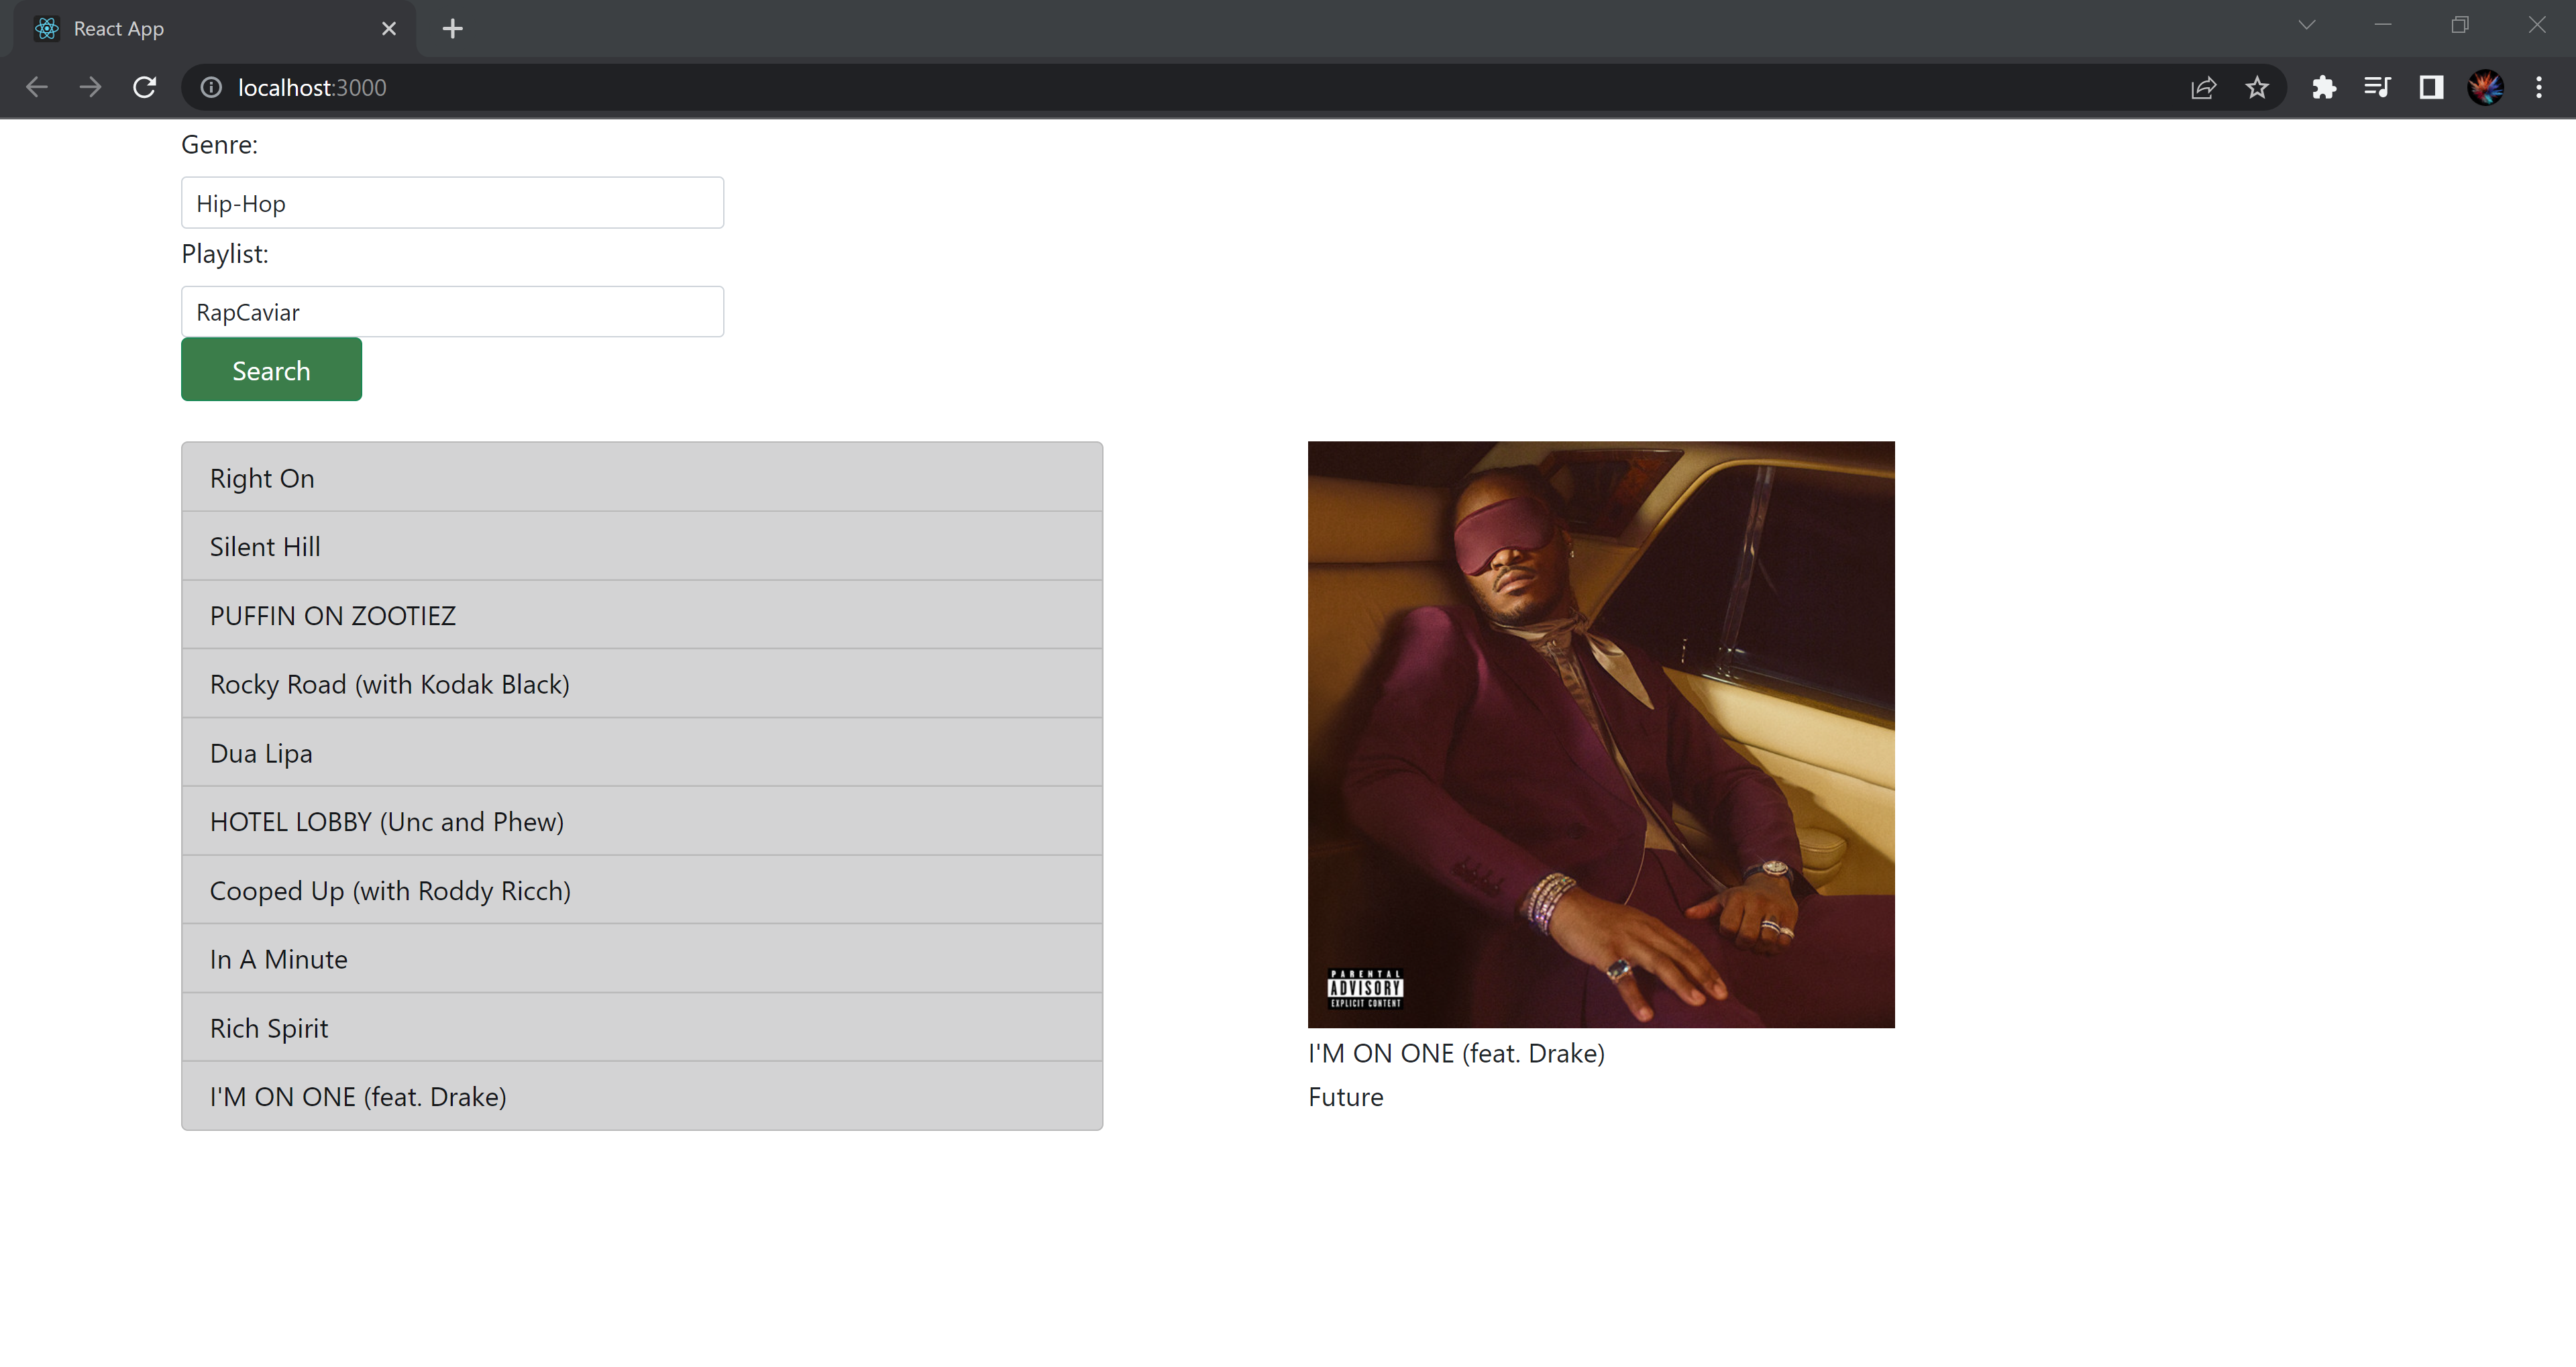 React App
localhost:3000
Genre:
Hip-Hop
Playlist:
RapCaviar
Search
Right On
Silent Hill
PUFFIN ON ZOOTIEZ
Rocky Road (with Kodak Black)
Dua Lipa
HOTEL LOBBY (Unc and Phew)
Cooped Up (with Roddy Ricch)
In A Minute
Rich Spirit
I'M ON ONE (feat. Drake)
PARENTAL
ADVISORY
EXPLICIT CONTENT
I'M ON ONE (feat. Drake)
Future